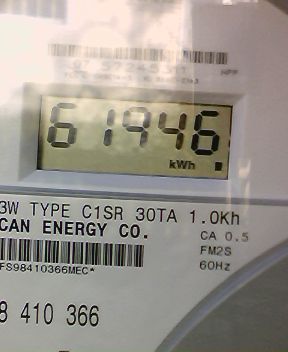 61946
kWh
3W TYPE C1SR 30TA 1.0Kh
CAN ENERGY CO.
CA 0.5
FM2S
60Hz
FS98410366MEC*
8 410 366